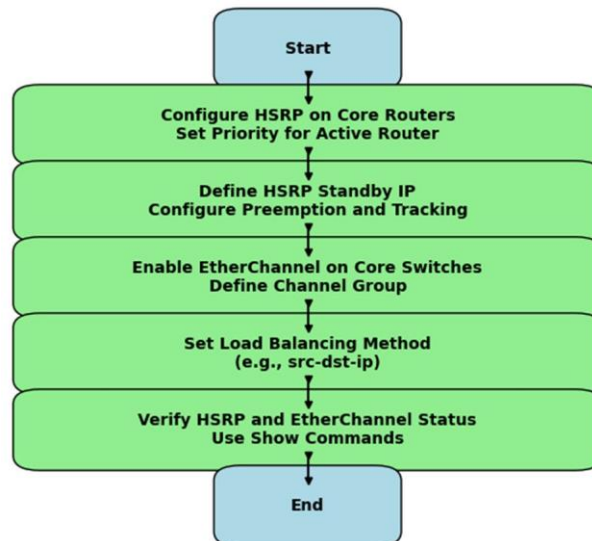 Start
Configure HSRP on Core Routers
Set Priority for Active Router
Define HSRP Standby IP
Configure Preemption and Tracking
Enable EtherChannel on Core Switches
Define Channel Group
Set Load Balancing Method
(e.g., src-dst-ip)
Verify HSRP and EtherChannel Status
Use Show Commands
End